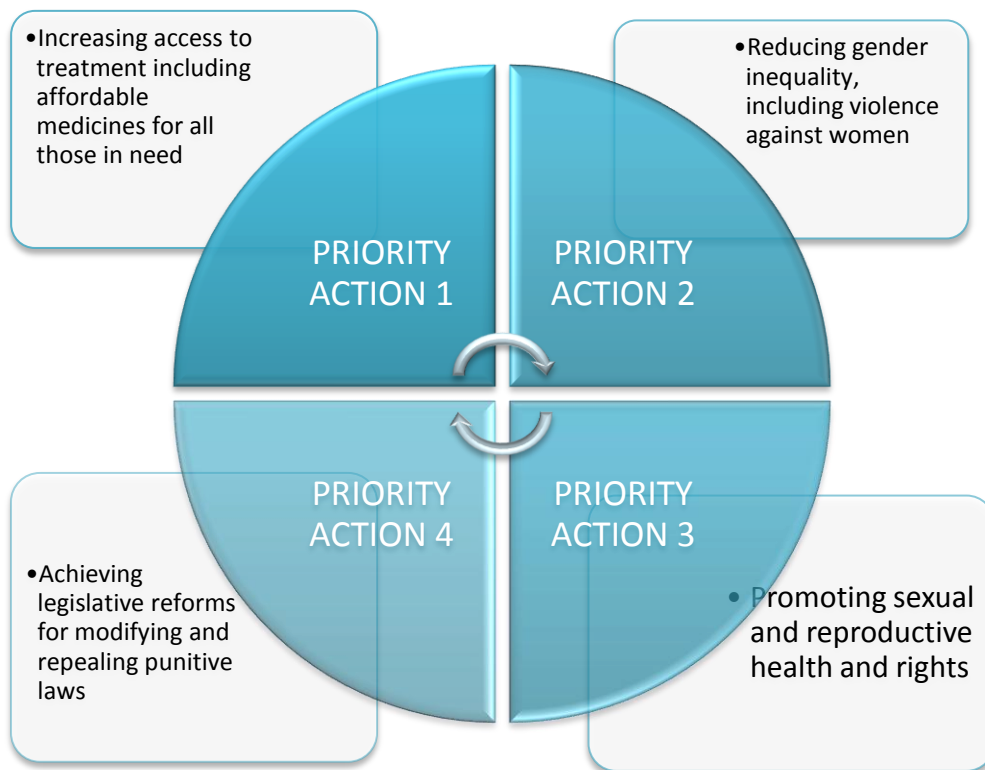 •Increasing access to
treatment including
affordable
medicines for all
those in need
•Reducing gender
inequality,
including violence
against women
PRIORITY
ACTION 1
PRIORITY
ACTION 2
PRIORITY
ACTION 4
PRIORITY
ACTION 3
•Achieving
legislative reforms
for modifying and
repealing punitive
laws
• Promoting sexual
and reproductive
health and rights